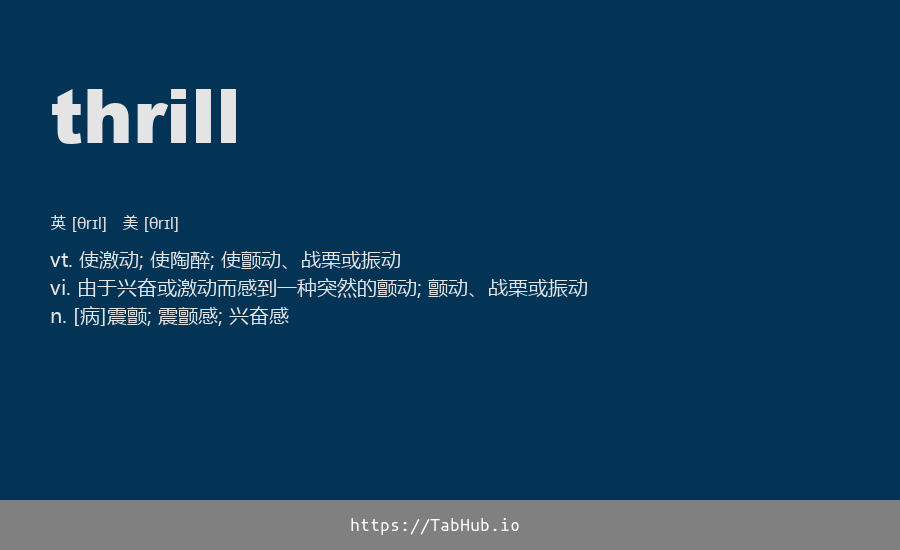 thrill
英 [θrɪl]   美 [θrɪl]
vt. 使激动; 使陶醉; 使颤动、战栗或振动
vi. 由于兴奋或激动而感到一种突然的颤动; 颤动、战栗或振动
n. [病]震颤; 震颤感; 兴奋感
https://TabHub.io